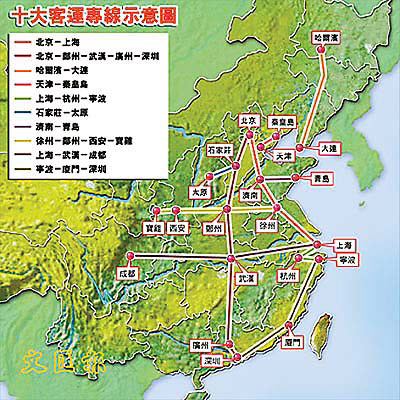 十大客運專線示意圖
北京－上海
北京－鄭州－武漢－廣州－深圳
哈爾濱－大連
天津－秦皇島
上海－杭州－寧波
石家莊－太原
濟南－青島
徐州－鄭州－西安－寶雞
上海－武漢－成都
寧波－廈門－深圳
哈爾濱
北京
秦皇島
石家莊
天津
大連
太原
濟南
青島
寶雞
西安
鄭州
徐州
上海
成都
武漢
杭州
寧波
廣州
廈門
深圳
文匯報